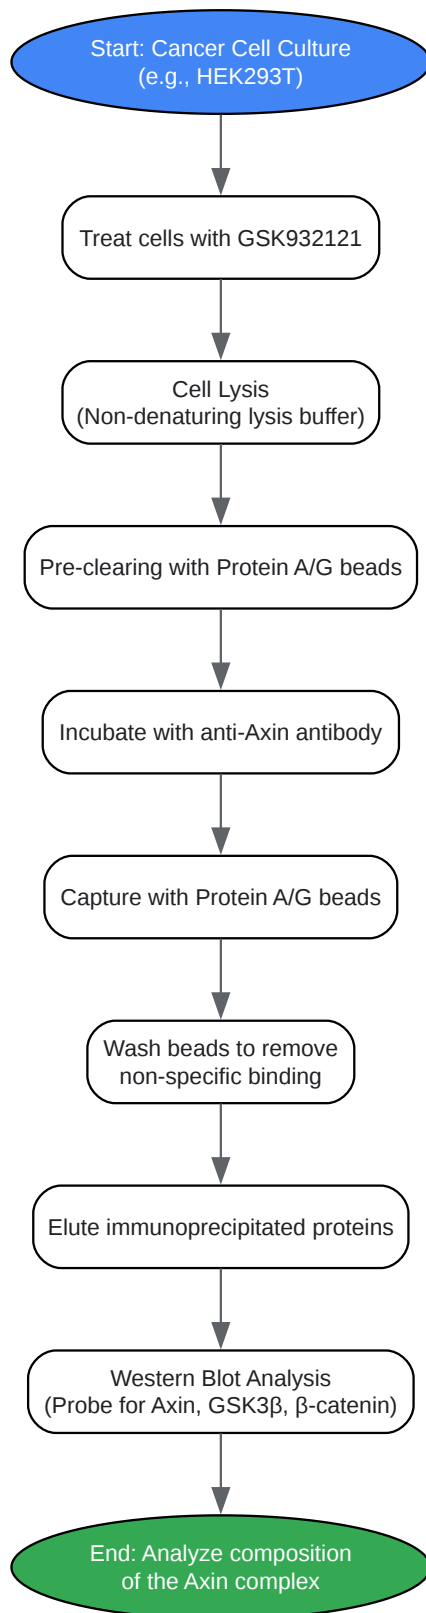 Start: Cancer Cell Culture
(e.g., HEK293T)
Treat cells with GSK932121
Cell Lysis
(Non-denaturing lysis buffer)
Pre-clearing with Protein A/G beads
Incubate with anti-Axin antibody
Capture with Protein A/G beads
Wash beads to remove
non-specific binding
Elute immunoprecipitated proteins
Western Blot Analysis
(Probe for Axin, GSK3β, β-catenin)
End: Analyze composition
of the Axin complex